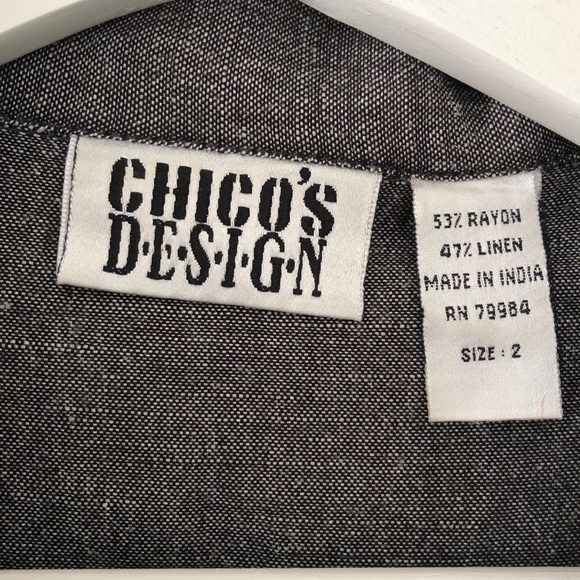 CHICO'S
D·E·S·I·G·N
53% RAYON
47% LINEN
MADE IN INDIA
RN 79984
SIZE : 2